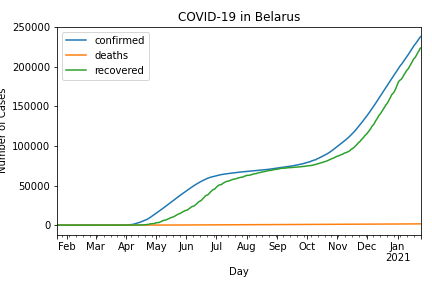 COVID-19 in Belarus
250000
200000
150000
100000
50000
0
confirmed
deaths
recovered
Number of Cases
Feb Mar Apr May Jun Jul Aug Sep Oct Nov Dec Jan
2021
Day